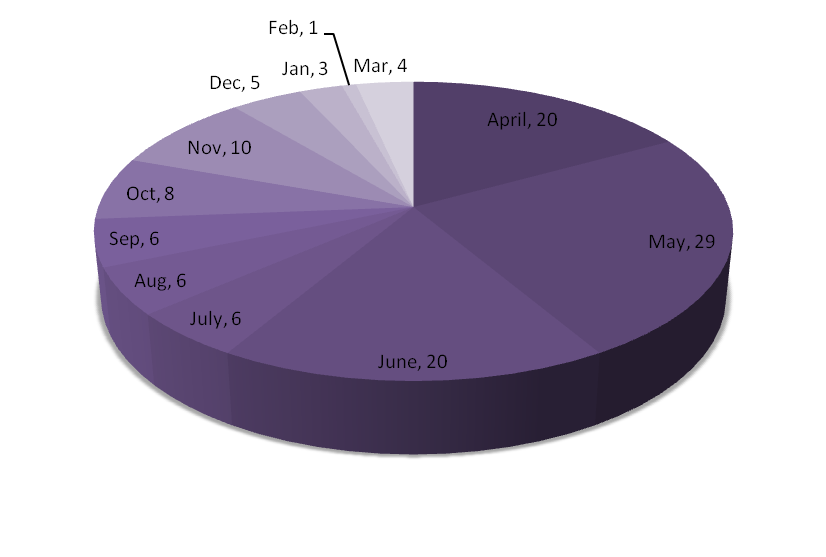 April, 20
May, 29
June, 20
July, 6
Aug, 6
Sep, 6
Oct, 8
Nov, 10
Dec, 5
Jan, 3
Feb, 1
Mar, 4